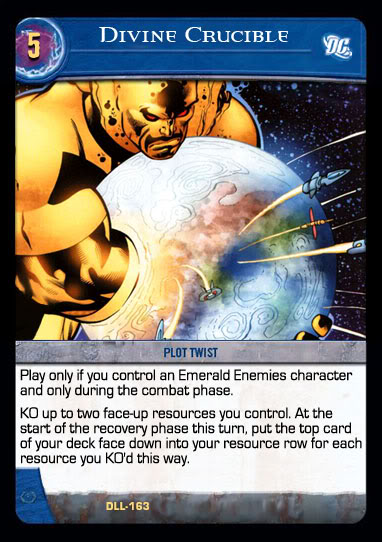 5
DIVINE CRUCIBLE
DC
PLOT TWIST
Play only if you control an Emerald Enemies character
and only during the combat phase.
KO up to two face-up resources you control. At the
start of the recovery phase this turn, put the top card
of your deck face down into your resource row for each
resource you KO'd this way.
DLL-163